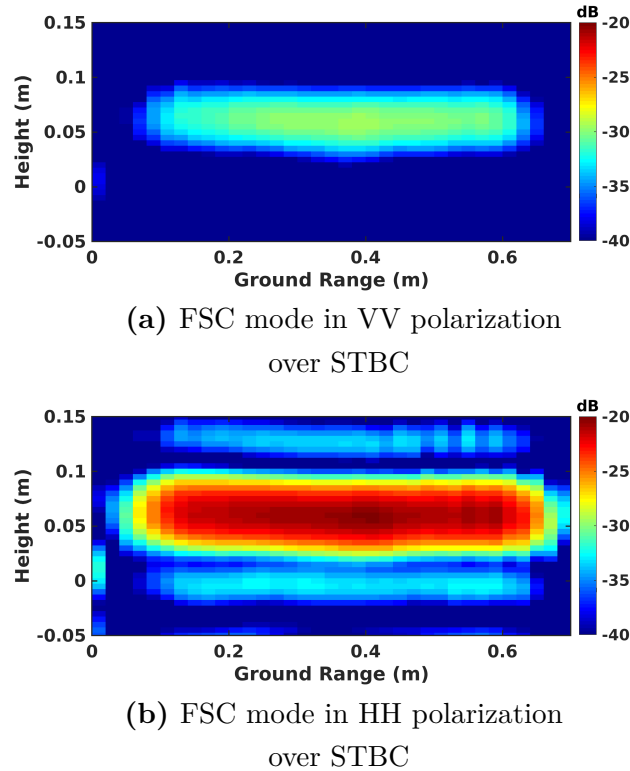 dB
0.15
-20
0.1
-25
0.05
-30
0
-35
-0.05
-40
0
0.2
0.4
0.6
Height (m)
Ground Range (m)
(a) FSC mode in VV polarization
over STBC
dB
0.15
-20
0.1
-25
0.05
-30
0
-35
-0.05
-40
0
0.2
0.4
0.6
Height (m)
Ground Range (m)
(b) FSC mode in HH polarization
over STBC